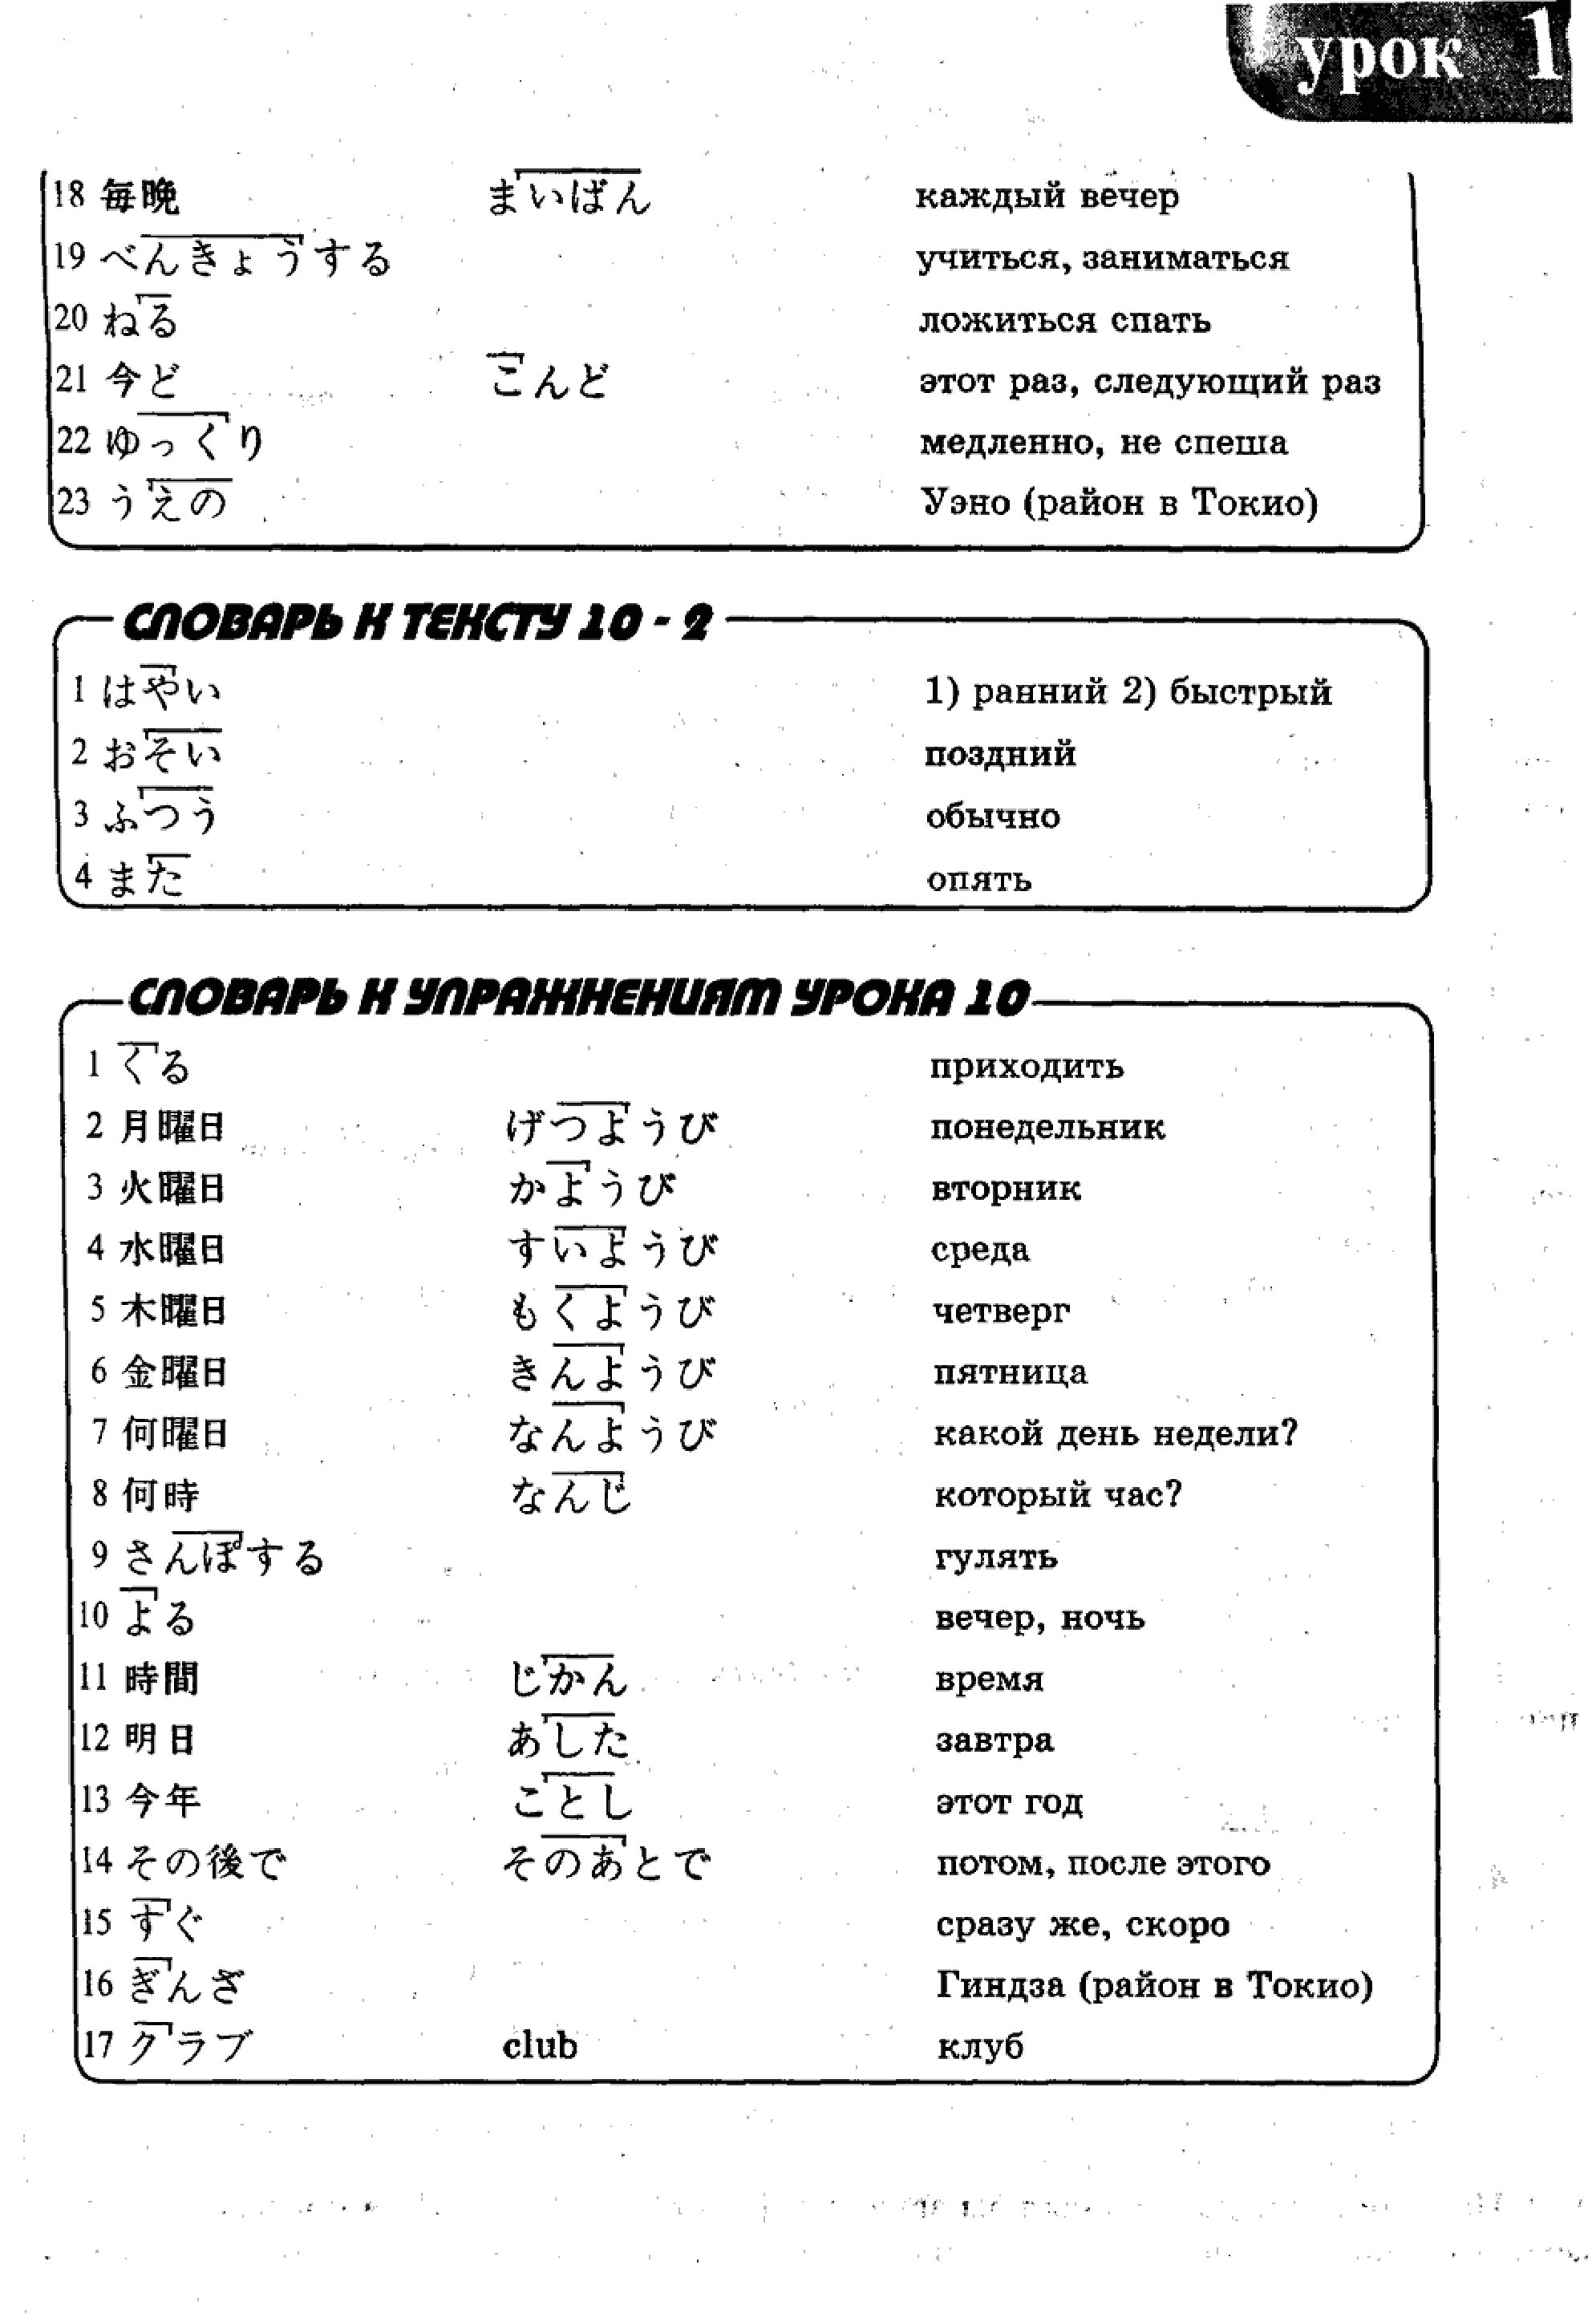 урок 1
18 毎晩 まいばん каждый вечер
19 べんきょうする учиться, заниматься
20 ねる ложиться спать
21 今ど こんど этот раз, следующий раз
22 ゆっくり медленно, не спеша
23 うえの Уэно (район в Токио)
СЛОВАРЬ К ТЕКСТУ 10 - 2
1 はやい 1) ранний 2) быстрый
2 おそい поздний
3 ふつう обычно
4 また опять
СЛОВАРЬ К УПРАЖНЕНИЯМ УРОКА 10
1 くる приходить
2 月曜日 げつようび понедельник
3 火曜日 かようび вторник
4 水曜日 すいようび среда
5 木曜日 もくようび четверг
6 金曜日 きんようび пятница
7 何曜日 なんようび какой день недели?
8 何時 なんじ который час?
9 さんぽする гулять
10 よる вечер, ночь
11 時間 じかん время
12 明日 あした завтра
13 今年 ことし этот год
14 その後で そのあとで потом, после этого
15 すぐ сразу же, скоро
16 ぎんざ Гиндза (район в Токио)
17 クラブ club клуб